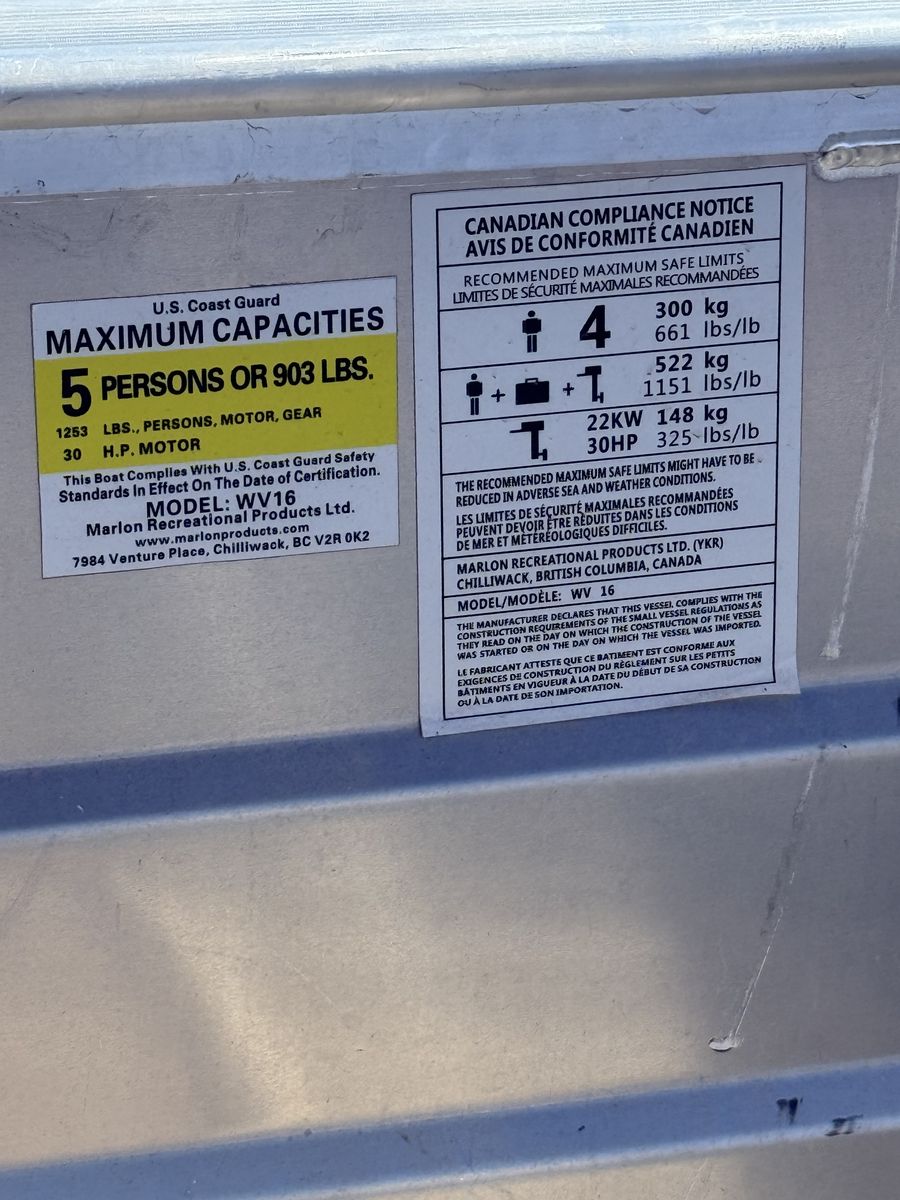 U.S. Coast Guard
MAXIMUM CAPACITIES
5 PERSONS OR 903 LBS.
1253 LBS., PERSONS, MOTOR, GEAR
30 H.P. MOTOR
This Boat Complies With U.S. Coast Guard Safety
Standards In Effect On The Date of Certification.
MODEL: WV16
Marlon Recreational Products Ltd.
www.marlonproducts.com
7984 Venture Place, Chilliwack, BC V2R 0K2
CANADIAN COMPLIANCE NOTICE
AVIS DE CONFORMITÉ CANADIEN
RECOMMENDED MAXIMUM SAFE LIMITS
LIMITES DE SÉCURITÉ MAXIMALES RECOMMANDÉES
4 300 kg
661 lbs/lb
+ + 522 kg
1151 lbs/lb
22KW 148 kg
30HP 325 lbs/lb
THE RECOMMENDED MAXIMUM SAFE LIMITS MIGHT HAVE TO BE
REDUCED IN ADVERSE SEA AND WEATHER CONDITIONS.
LES LIMITES DE SÉCURITÉ MAXIMALES RECOMMANDÉES
PEUVENT DEVOIR ÊTRE RÉDUITES DANS LES CONDITIONS
DE MER ET MÉTÉREOLOGIQUES DIFFICILES.
MARLON RECREATIONAL PRODUCTS LTD. (YKR)
CHILLIWACK, BRITISH COLUMBIA, CANADA
MODEL/MODÈLE: WV 16
THE MANUFACTURER DECLARES THAT THIS VESSEL COMPLIES WITH THE
CONSTRUCTION REQUIREMENTS OF THE SMALL VESSEL REGULATIONS AS
THEY READ ON THE DAY ON WHICH THE CONSTRUCTION OF THE VESSEL
WAS STARTED OR ON THE DAY ON WHICH THE VESSEL WAS IMPORTED.
LE FABRICANT ATTESTE QUE CE BATIMENT EST CONFORME AUX
EXIGENCES DE CONSTRUCTION DU RÈGLEMENT SUR LES PETITS
BÂTIMENTS EN VIGUEUR À LA DATE DU DÉBUT DE SA CONSTRUCTION
OU À LA DATE DE SON IMPORTATION.